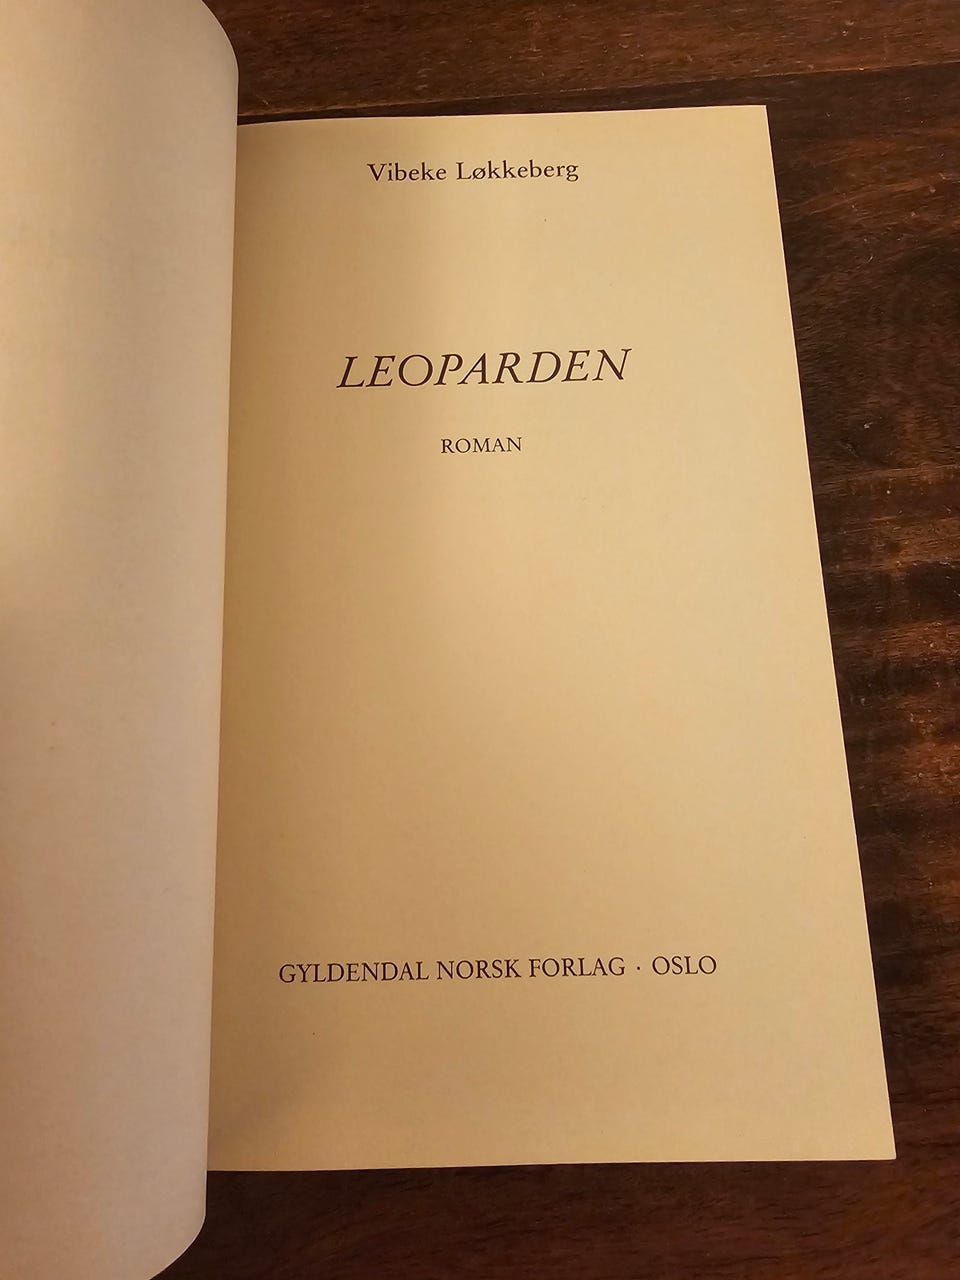 Vibeke Løkkeberg
LEOPARDEN
ROMAN
GYLDENDAL NORSK FORLAG · OSLO